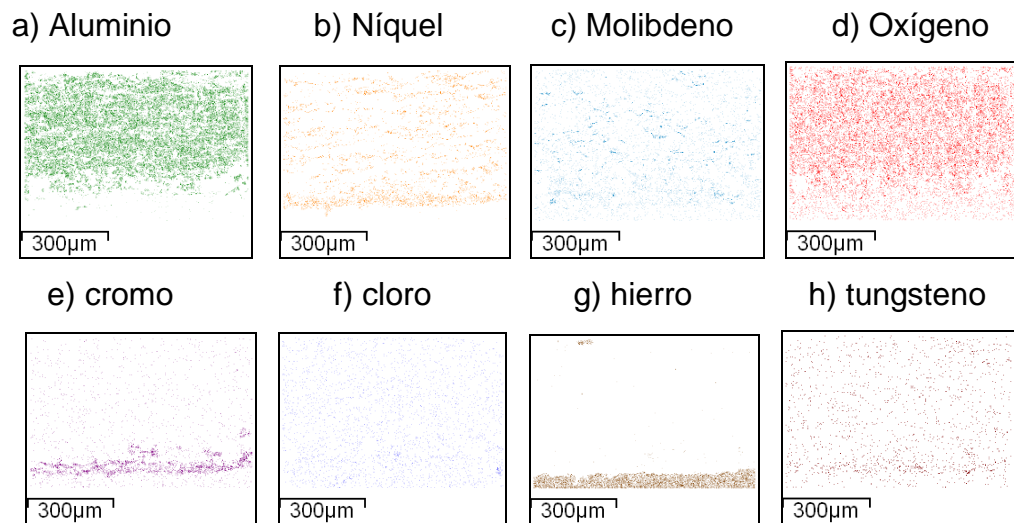 a) Aluminio
b) Níquel
c) Molibdeno
d) Oxígeno
300µm
300µm
300µm
300µm
e) cromo
f) cloro
g) hierro
h) tungsteno
300µm
300µm
300µm
300µm